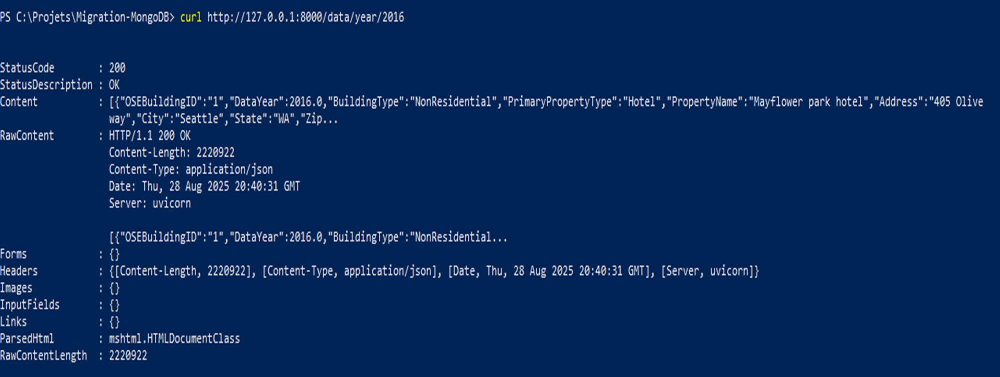 PS C:\Projets\Migration-MongoDB> curl http://127.0.0.1:8000/data/year/2016
StatusCode        : 200
StatusDescription : OK
Content           : [{"OSEBuildingID":"1","DataYear":2016.0,"BuildingType":"NonResidential","PrimaryPropertyType":"Hotel","PropertyName":"Mayflower park hotel","Address":"405 Olive
                    way","City":"Seattle","State":"WA","Zip...
RawContent        : HTTP/1.1 200 OK
                    Content-Length: 2220922
                    Content-Type: application/json
                    Date: Thu, 28 Aug 2025 20:40:31 GMT
                    Server: uvicorn
                    [{"OSEBuildingID":"1","DataYear":2016.0,"BuildingType":"NonResidential...
Forms             : {}
Headers           : {[Content-Length, 2220922], [Content-Type, application/json], [Date, Thu, 28 Aug 2025 20:40:31 GMT], [Server, uvicorn]}
Images            : {}
InputFields       : {}
Links             : {}
ParsedHtml        : mshtml.HTMLDocumentClass
RawContentLength  : 2220922